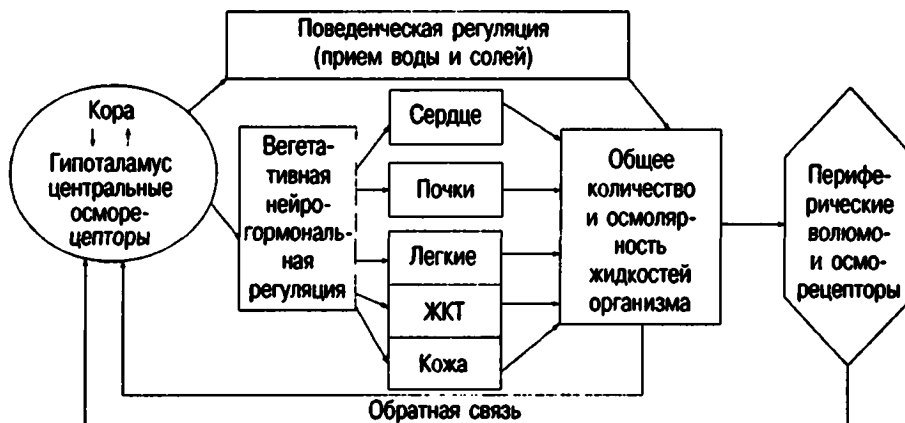 Поведенческая регуляция
(прием воды и солей)
Кора
Гипоталамус
центральные
осморе-
цепторы
Вегета-
тивная
нейро-
гормональ-
ная
регуляция
Сердце
Почки
Легкие
ЖКТ
Кожа
Общее
количество
и осмоляр-
ность
жидкостей
организма
Перифе-
рические
волюмо-
и осмо-
рецепторы
Обратная связь